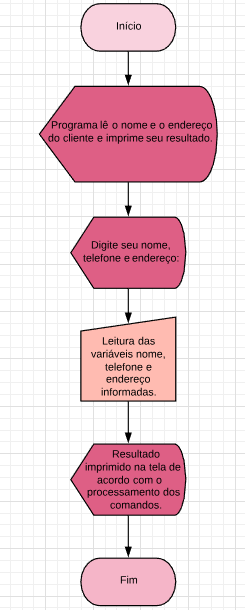 Início
Programa lê o nome e o endereço
do cliente e imprime seu resultado.
Digite seu nome,
telefone e endereço:
Leitura das
variáveis nome,
telefone e
endereço
informadas.
Resultado
imprimido na tela de
acordo com o
processamento dos
comandos.
Fim